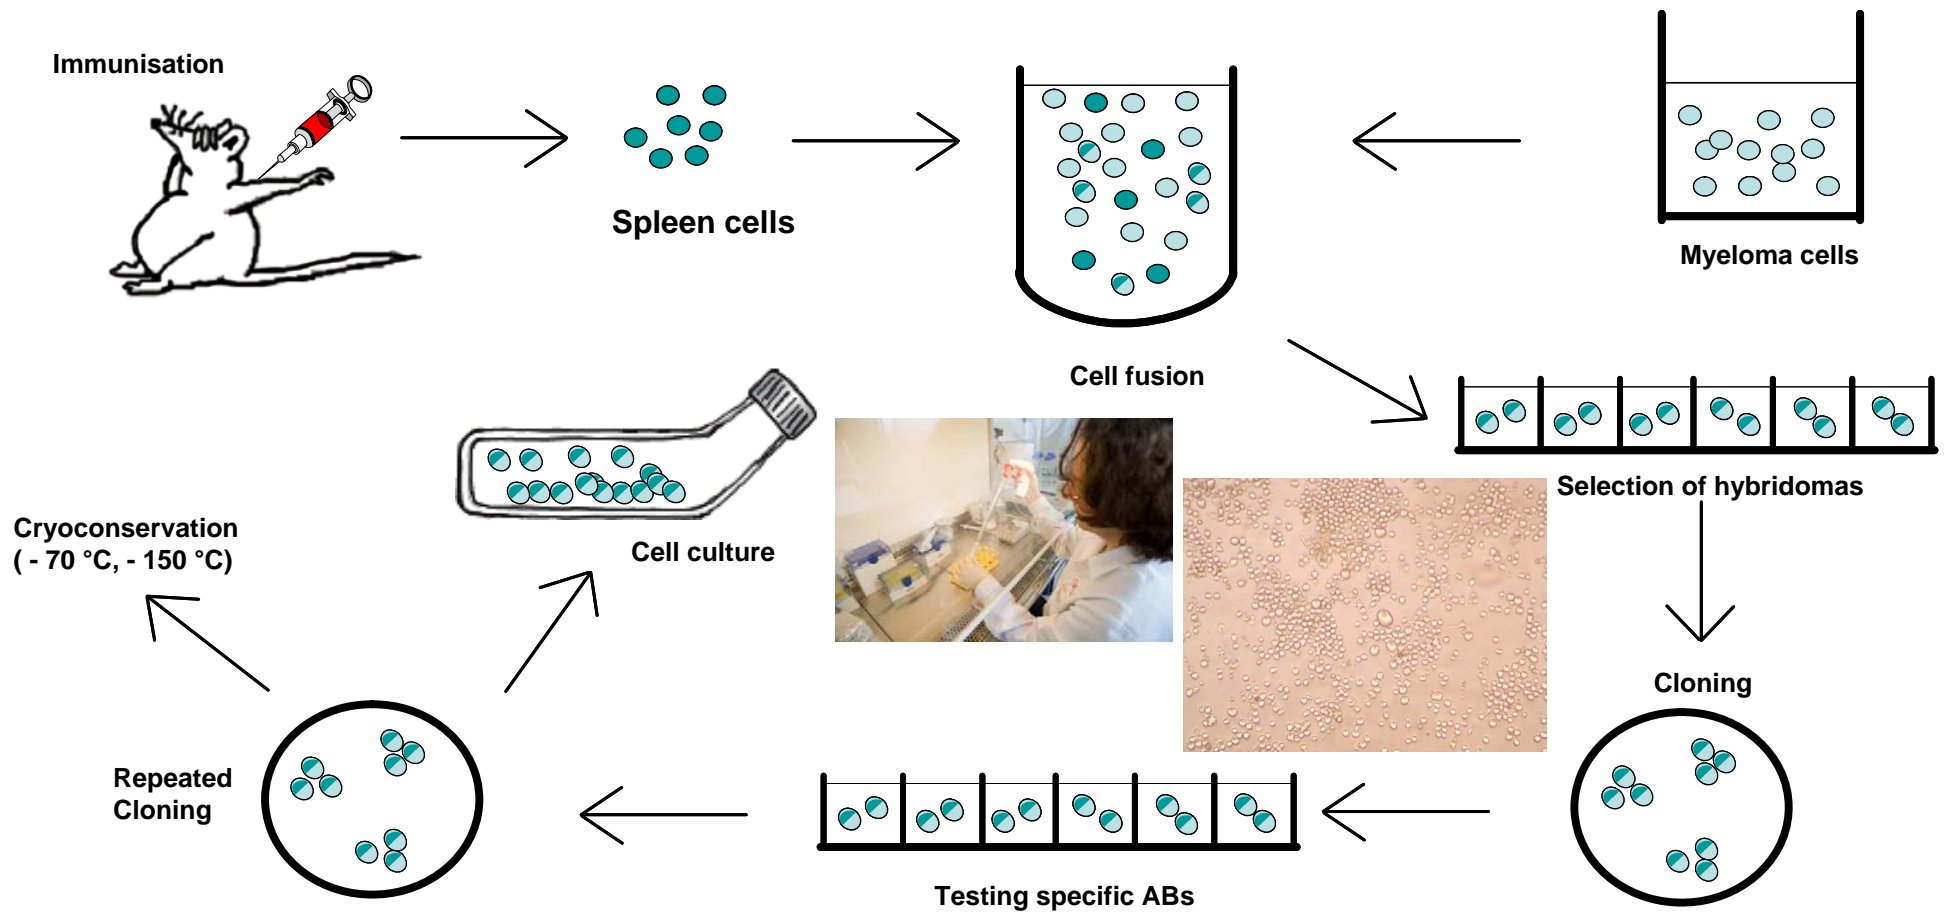 Immunisation
Spleen cells
Cell fusion
Myeloma cells
Selection of hybridomas
Cloning
Testing specific ABs
Repeated
Cloning
Cell culture
Cryoconservation
( - 70 °C, - 150 °C)